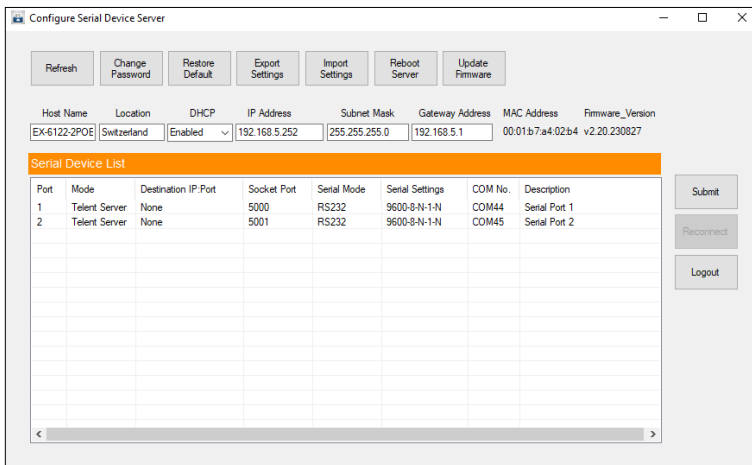 Configure Serial Device Server
Refresh
Change Password
Restore Default
Export Settings
Import Settings
Reboot Server
Update Firmware
Host Name Location DHCP IP Address Subnet Mask Gateway Address MAC Address Firmware_Version
EX-6122-2POE Switzerland Enabled 192.168.5.252 255.255.255.0 192.168.5.1 00:01:b7:a4:02:b4 v2.20.230827
Serial Device List
Port Mode Destination IP:Port Socket Port Serial Mode Serial Settings COM No. Description
1 Telent Server None 5000 RS232 9600-8-N-1-N COM44 Serial Port 1
2 Telent Server None 5001 RS232 9600-8-N-1-N COM45 Serial Port 2
Submit
Reconnect
Logout